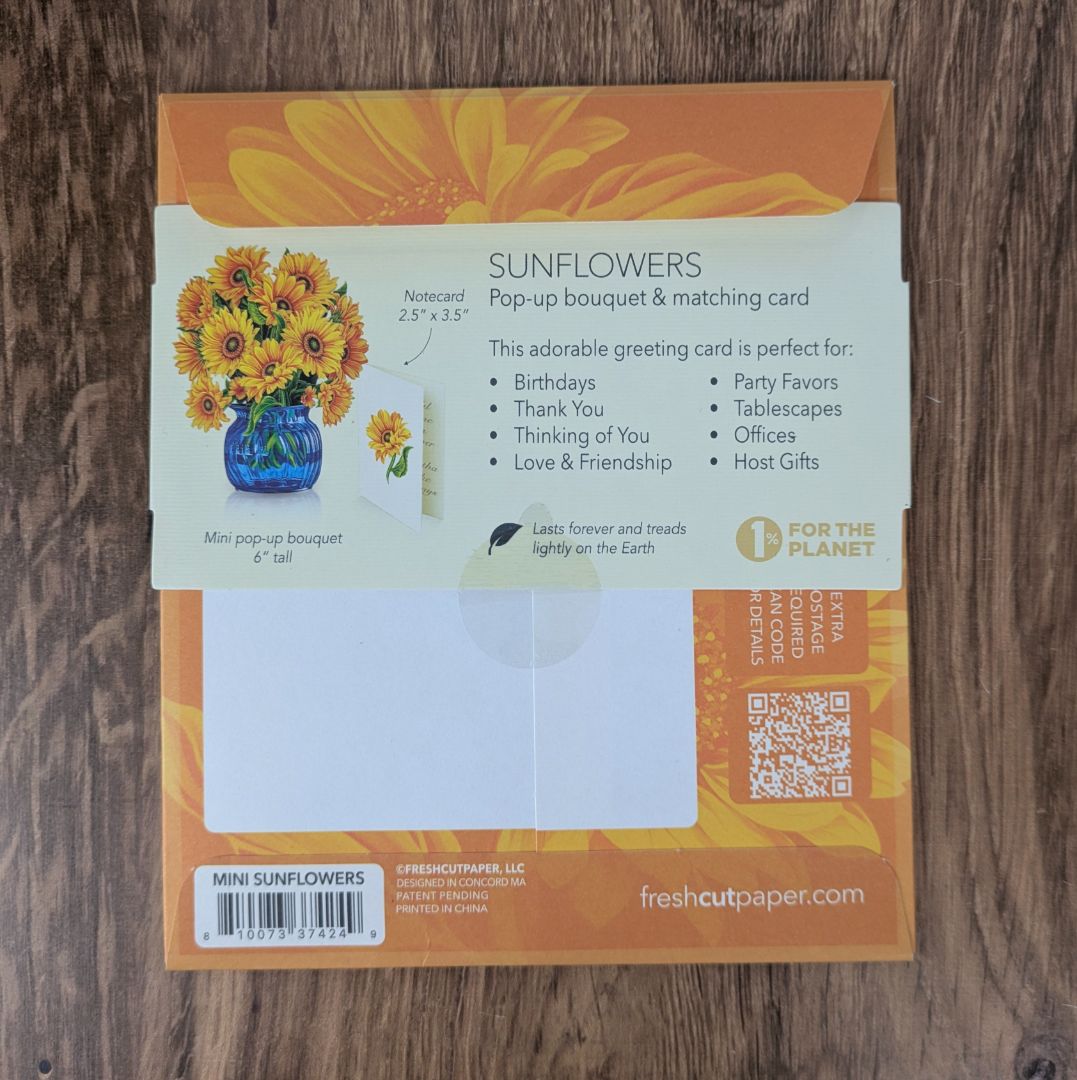 SUNFLOWERS
Pop-up bouquet & matching card
Notecard
2.5" x 3.5"
This adorable greeting card is perfect for:
• Birthdays
• Thank You
• Thinking of You
• Love & Friendship
• Party Favors
• Tablescapes
• Offices
• Host Gifts
Mini pop-up bouquet
6" tall
Lasts forever and treads
lightly on the Earth
1%
FOR THE
PLANET
EXTRA
OSTAGE
EQUIRED
AN CODE
OR DETAILS
MINI SUNFLOWERS
8 10073 37424 9
©FRESHCUTPAPER, LLC
DESIGNED IN CONCORD MA
PATENT PENDING
PRINTED IN CHINA
freshcutpaper.com